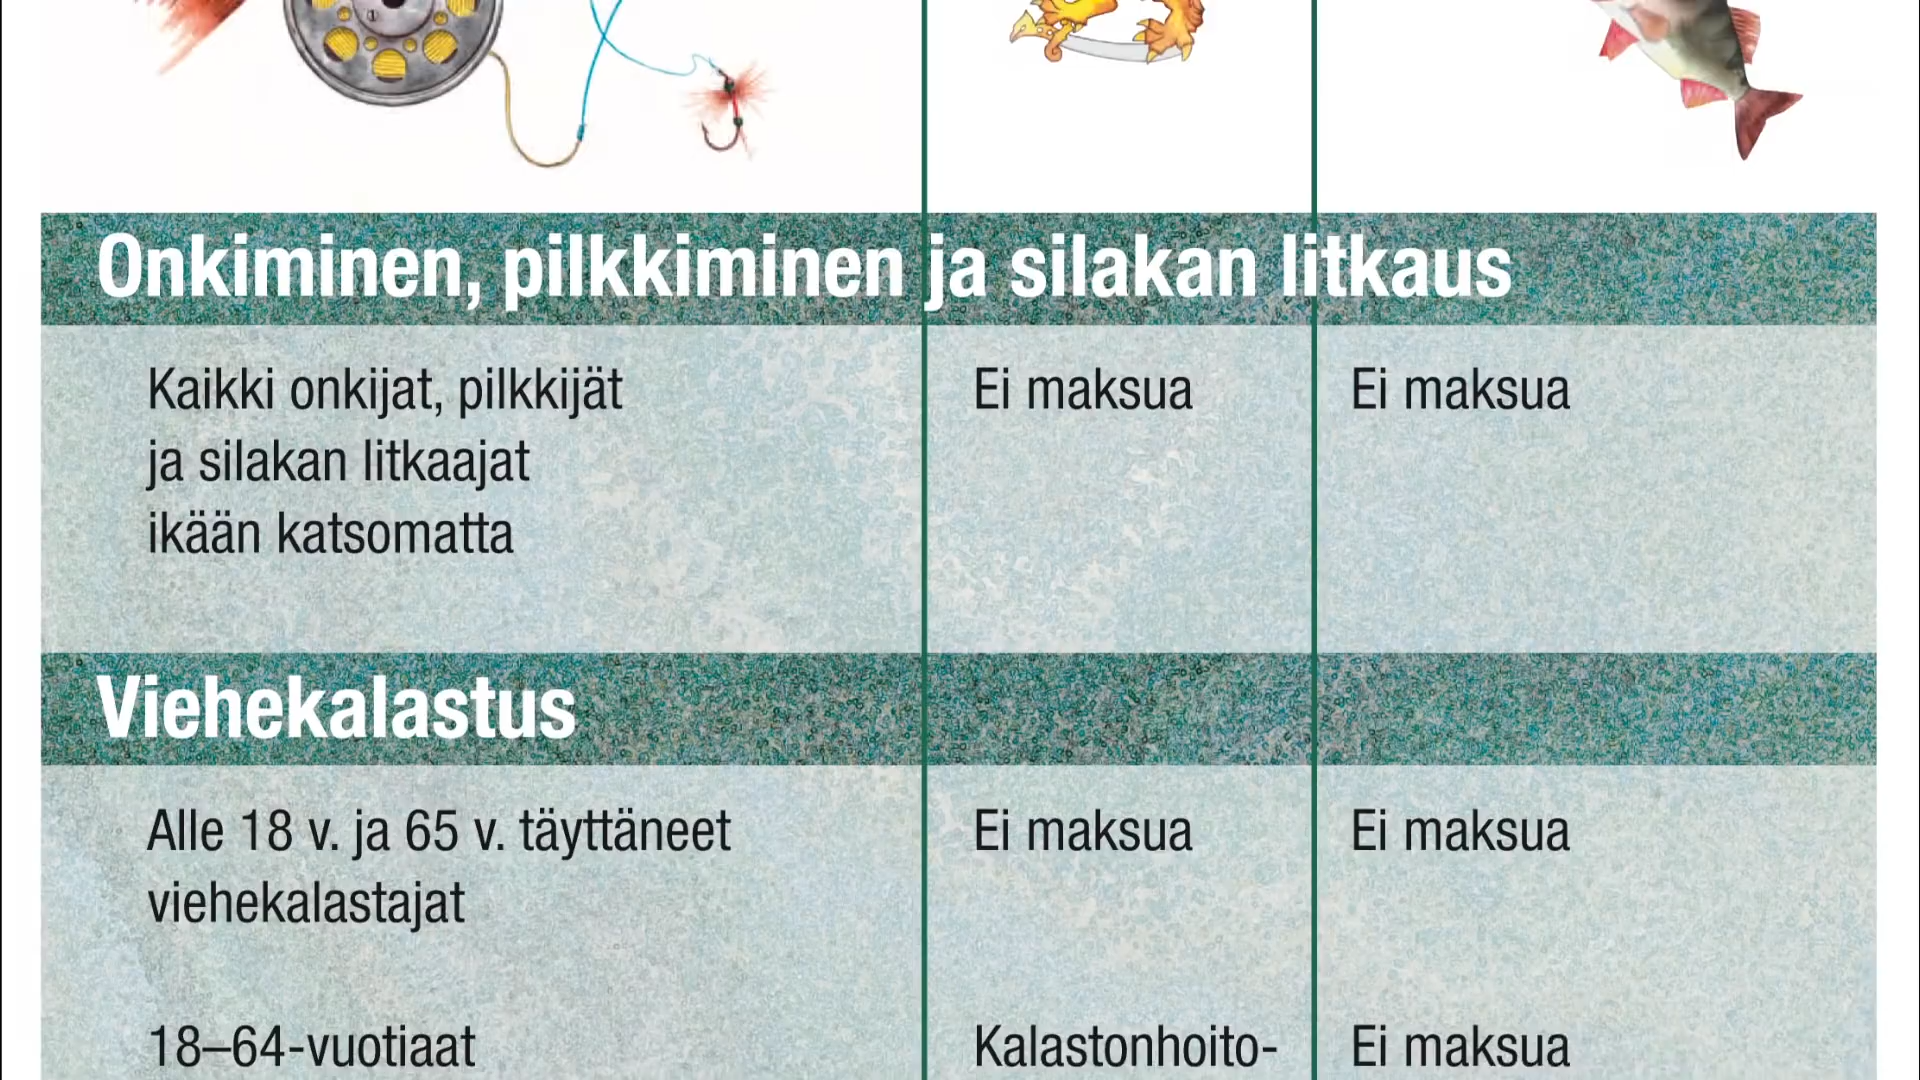 Onkiminen, pilkkiminen ja silakan litkaus
Kaikki onkijat, pilkkijät
ja silakan litkaajat
ikään katsomatta
Ei maksua
Ei maksua
Viehekalastus
Alle 18 v. ja 65 v. täyttäneet
viehekalastajat
Ei maksua
Ei maksua
18–64-vuotiaat
Kalastonhoito-
Ei maksua